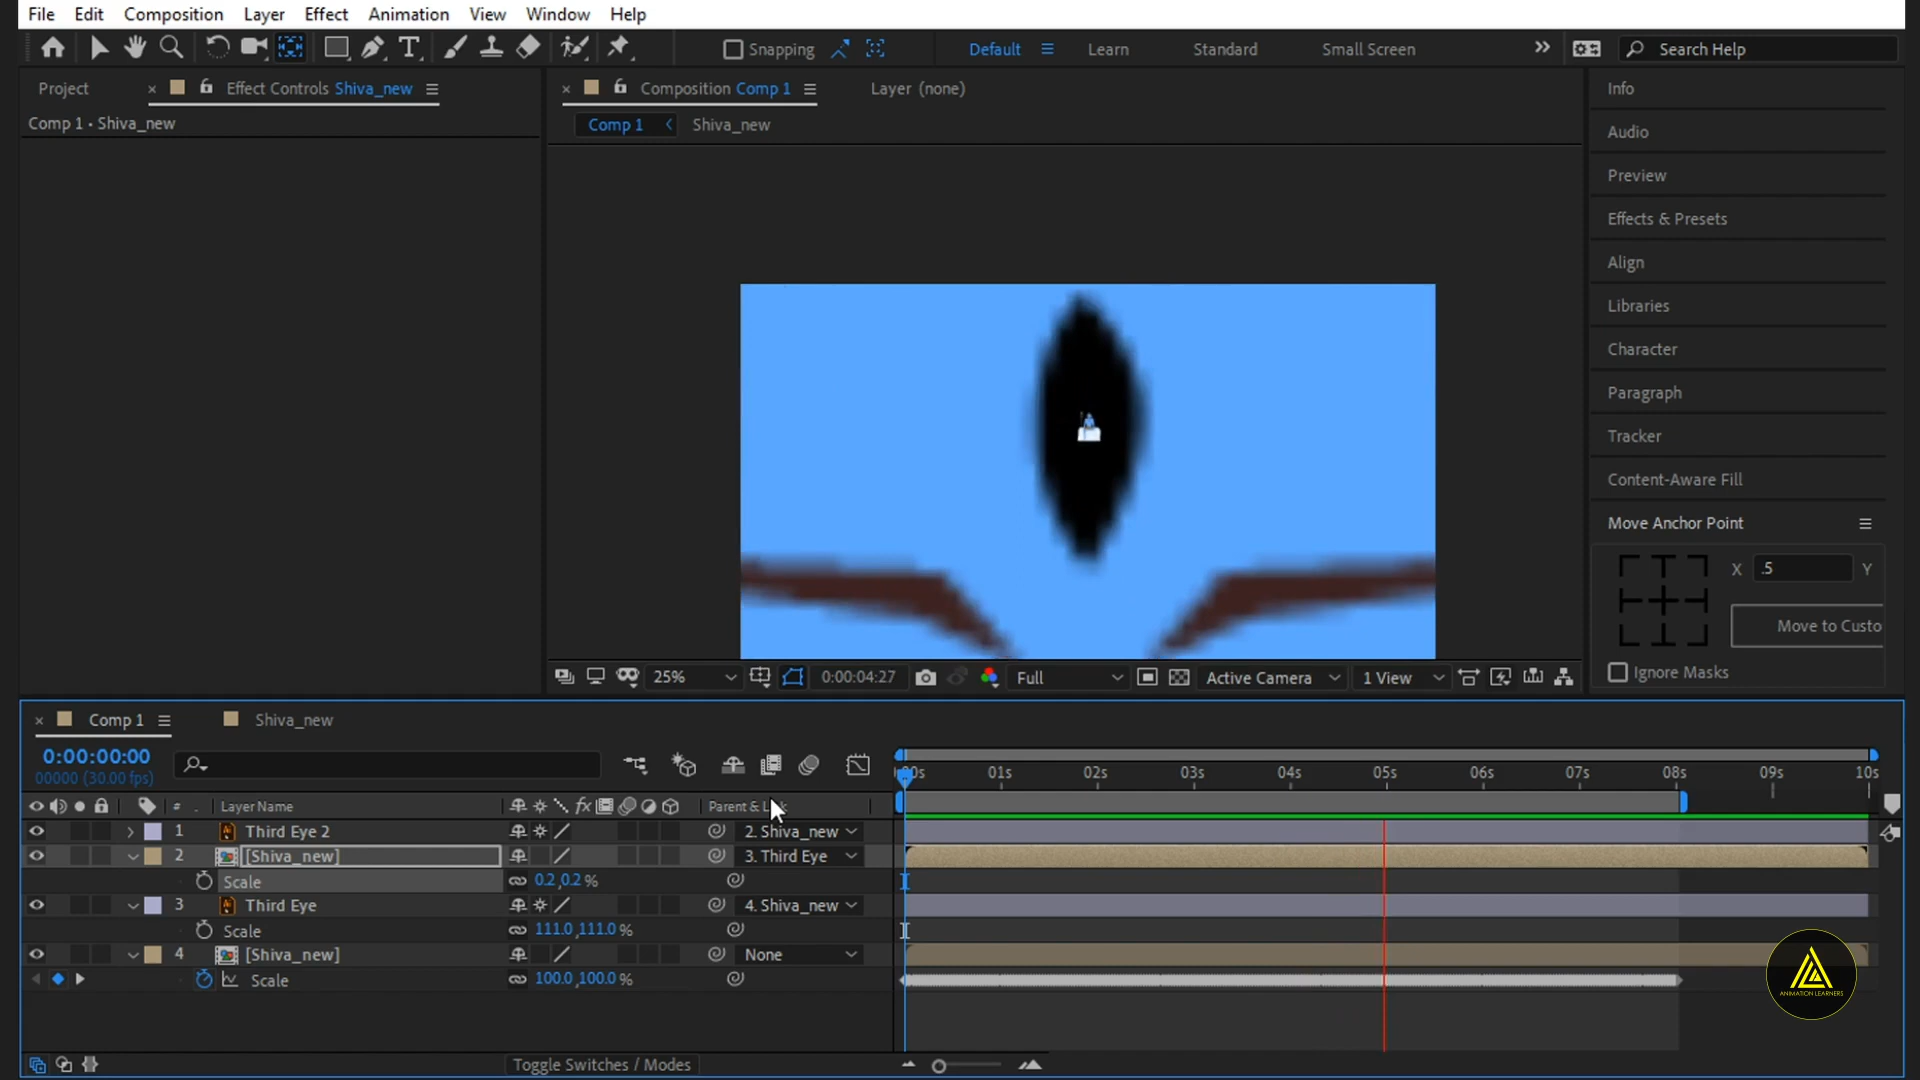 File Edit Composition Layer Effect Animation View Window Help
Snapping Default Learn Standard Small Screen Search Help
Project × Effect Controls Shiva_new × Composition Comp 1 Layer (none) Info
Comp 1 • Shiva_new Comp 1 Shiva_new
Audio
Preview
Effects & Presets
Align
Libraries
Character
Paragraph
Tracker
Content-Aware Fill
Move Anchor Point
X .5 Y
Move to Custo
Ignore Masks
25% 0:00:04:27 Full Active Camera 1 View
× Comp 1 Shiva_new
0:00:00:00
00000 (30.00 fps)
01s 02s 03s 04s 05s 06s 07s 08s 09s 10s
# Layer Name fx Parent &
1 Third Eye 2 2. Shiva_new
2 [Shiva_new] 3. Third Eye
Scale 0.2,0.2 %
3 Third Eye 4. Shiva_new
Scale 111.0,111.0 %
4 [Shiva_new] None
Scale 100.0,100.0 %
ANIMATION LEARNERS
Toggle Switches / Modes